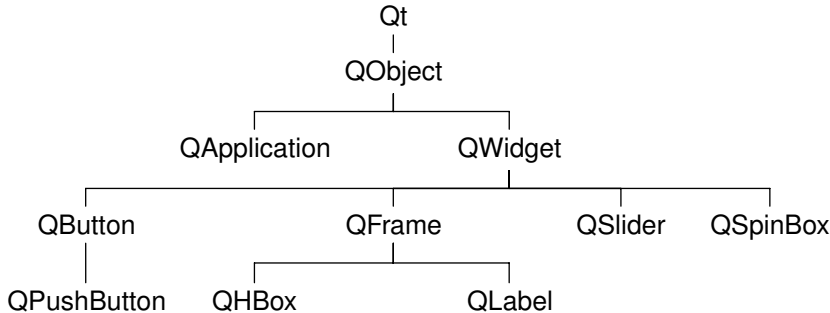 Qt
QObject
QApplication QWidget
QButton QFrame QSlider QSpinBox
QPushButton QHBox QLabel